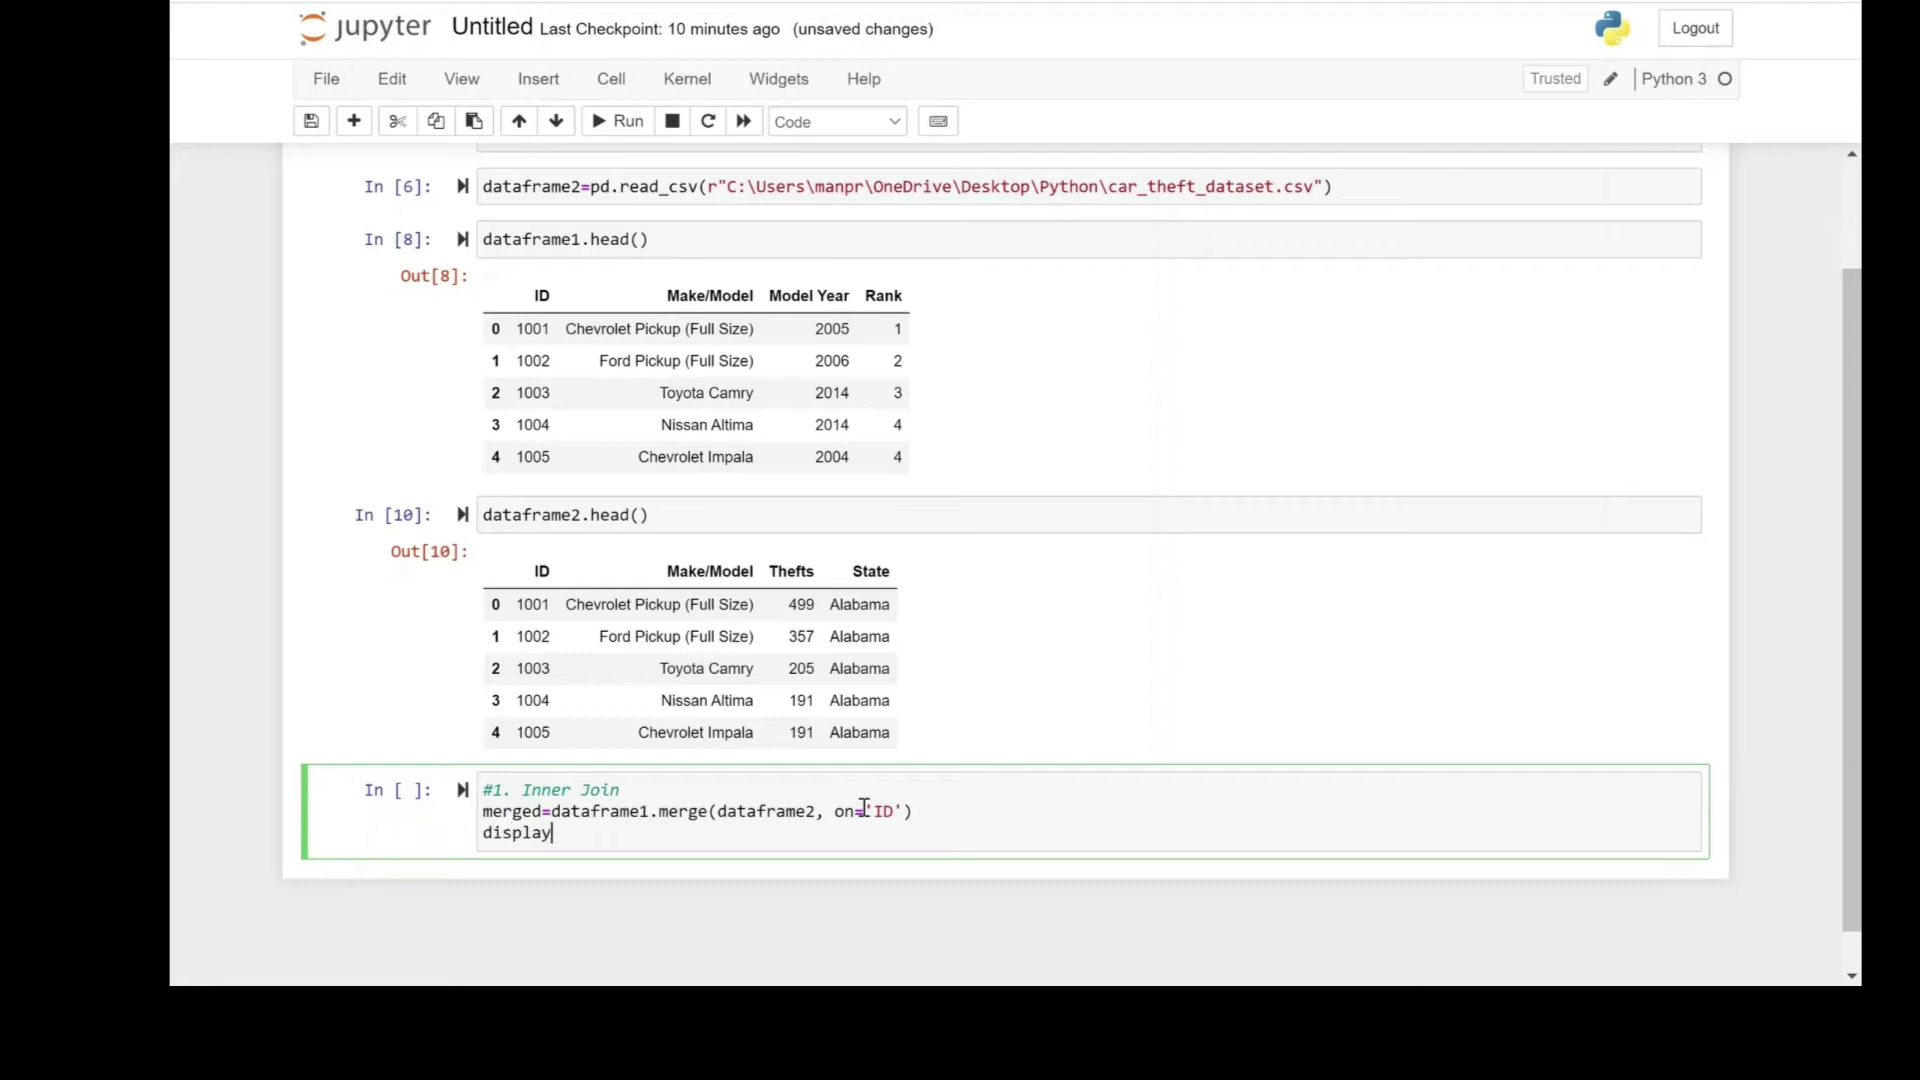 jupyter Untitled Last Checkpoint: 10 minutes ago (unsaved changes)
Logout
File Edit View Insert Cell Kernel Widgets Help
Trusted Python 3
Run Code
In [6]: dataframe2=pd.read_csv(r"C:\Users\manpr\OneDrive\Desktop\Python\car_theft_dataset.csv")
In [8]: dataframe1.head()
Out[8]:
ID Make/Model Model Year Rank
0 1001 Chevrolet Pickup (Full Size) 2005 1
1 1002 Ford Pickup (Full Size) 2006 2
2 1003 Toyota Camry 2014 3
3 1004 Nissan Altima 2014 4
4 1005 Chevrolet Impala 2004 4
In [10]: dataframe2.head()
Out[10]:
ID Make/Model Thefts State
0 1001 Chevrolet Pickup (Full Size) 499 Alabama
1 1002 Ford Pickup (Full Size) 357 Alabama
2 1003 Toyota Camry 205 Alabama
3 1004 Nissan Altima 191 Alabama
4 1005 Chevrolet Impala 191 Alabama
In [ ]: #1. Inner Join
merged=dataframe1.merge(dataframe2, on='ID')
display